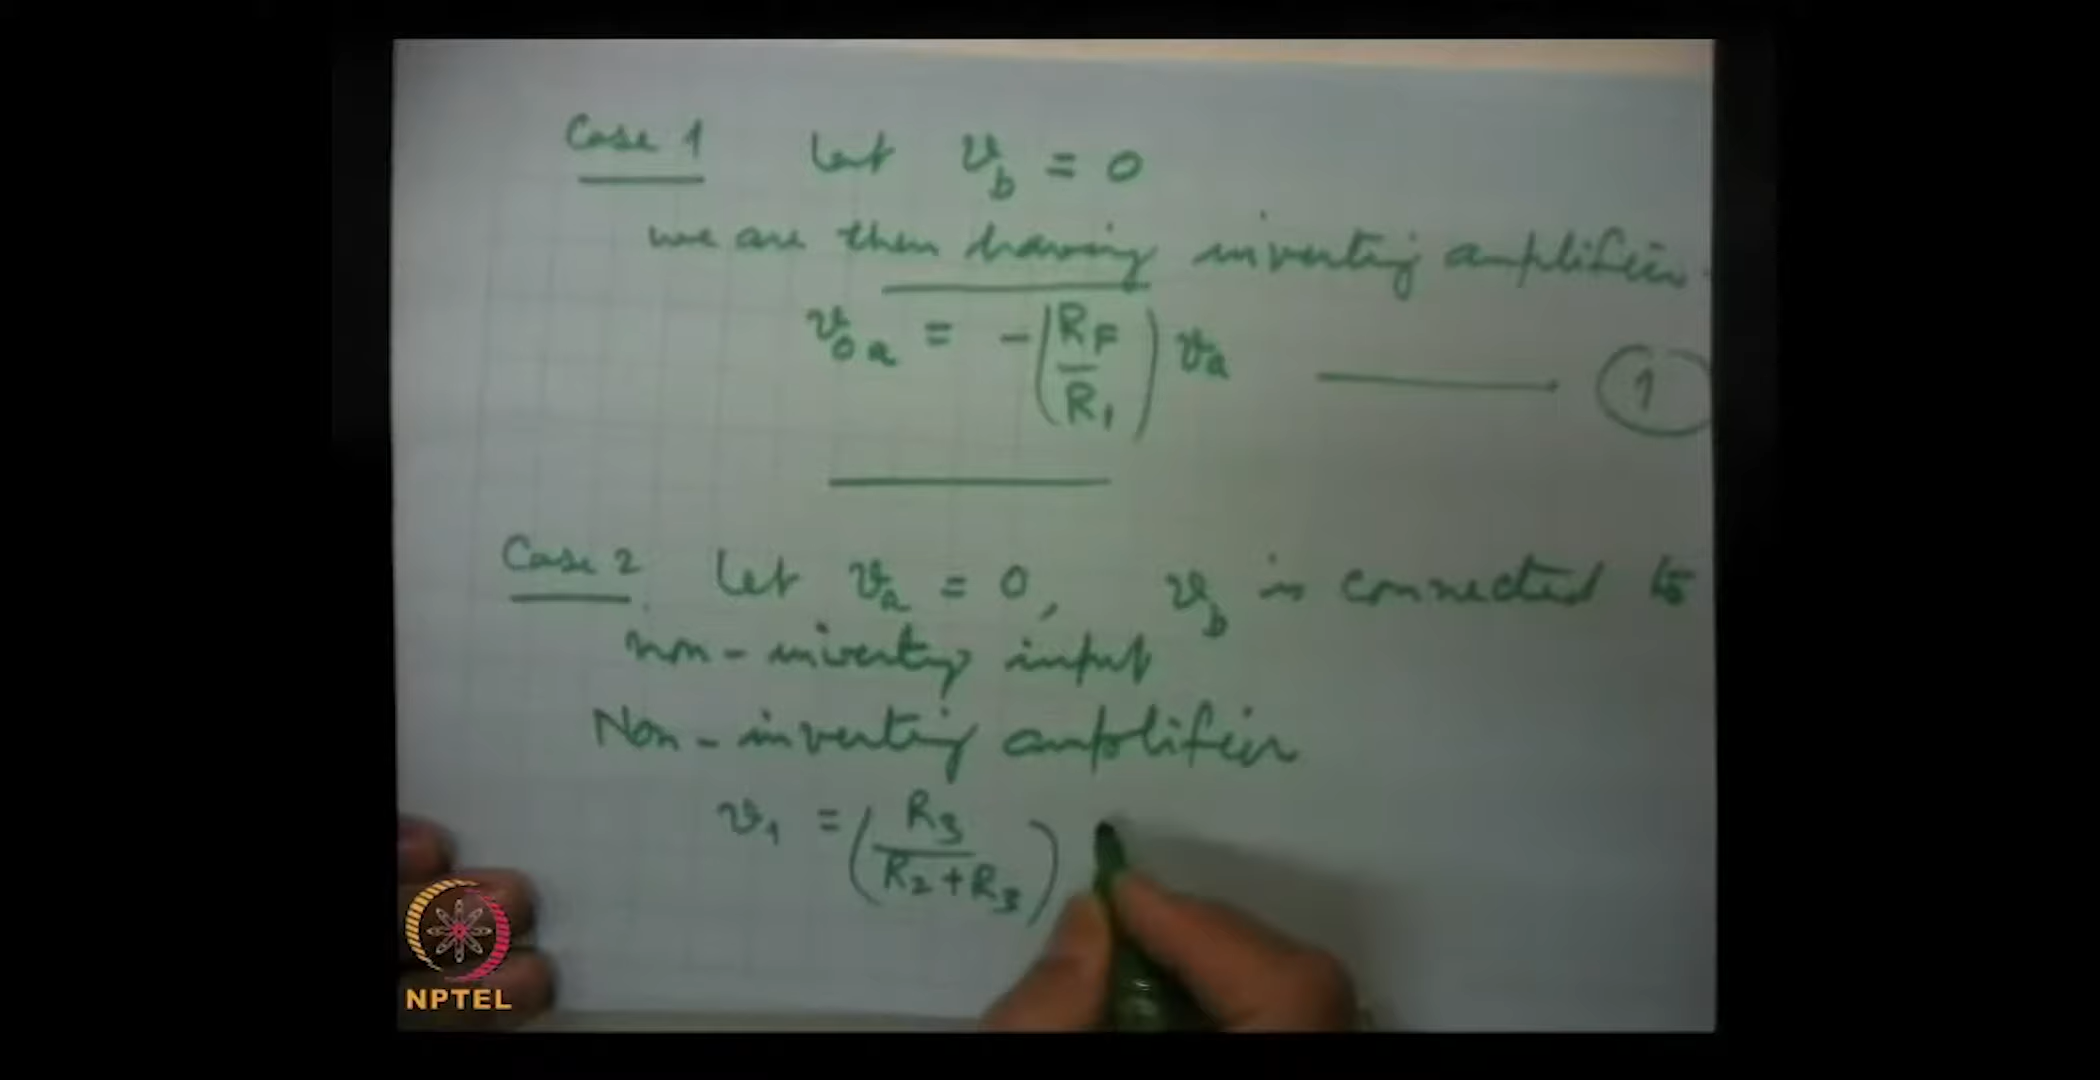 Case 1 Let v_b = 0
we are then having inverting amplifier.
v_oa = -(R_F/R_1) v_a ——— (1)
Case 2. Let v_a = 0, v_b is connected to
non-inverting input
Non-inverting amplifier
v_1 = (R_3/(R_2+R_3))
NPTEL